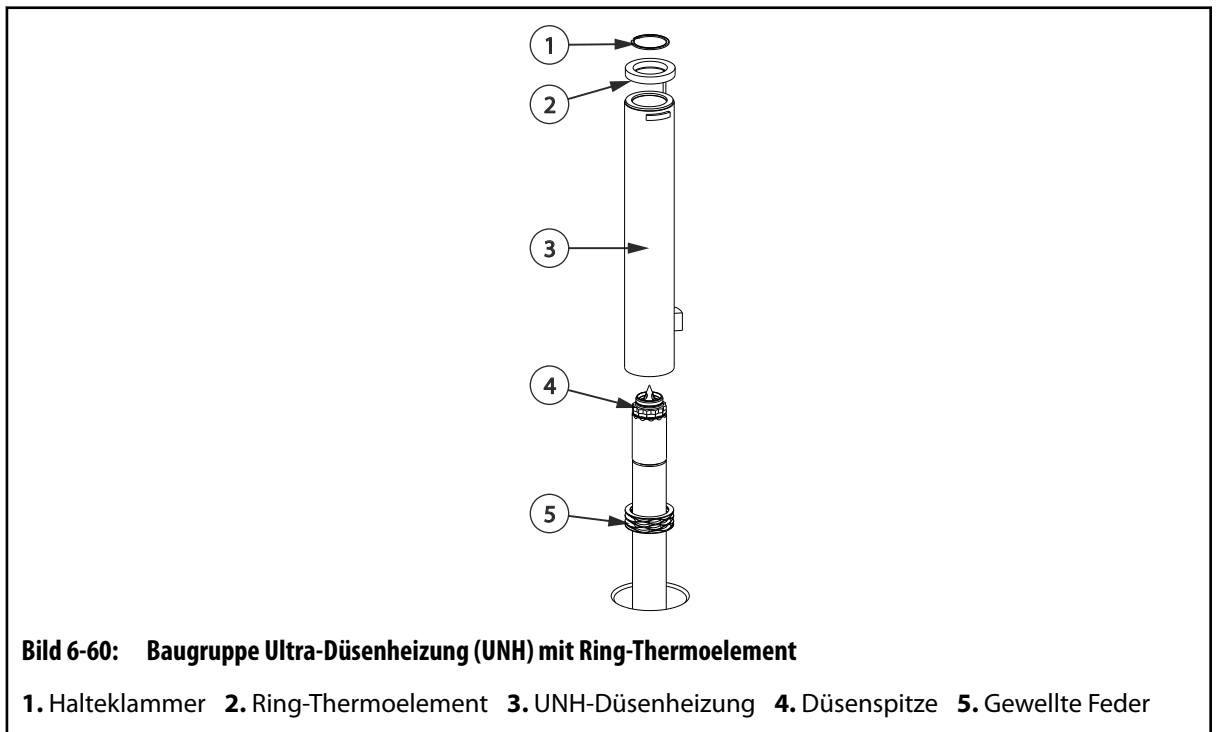 1
2
3
4
5
Bild 6-60: Baugruppe Ultra-Düsenheizung (UNH) mit Ring-Thermoelement
1. Halteklammer 2. Ring-Thermoelement 3. UNH-Düsenheizung 4. Düsenspitze 5. Gewellte Feder